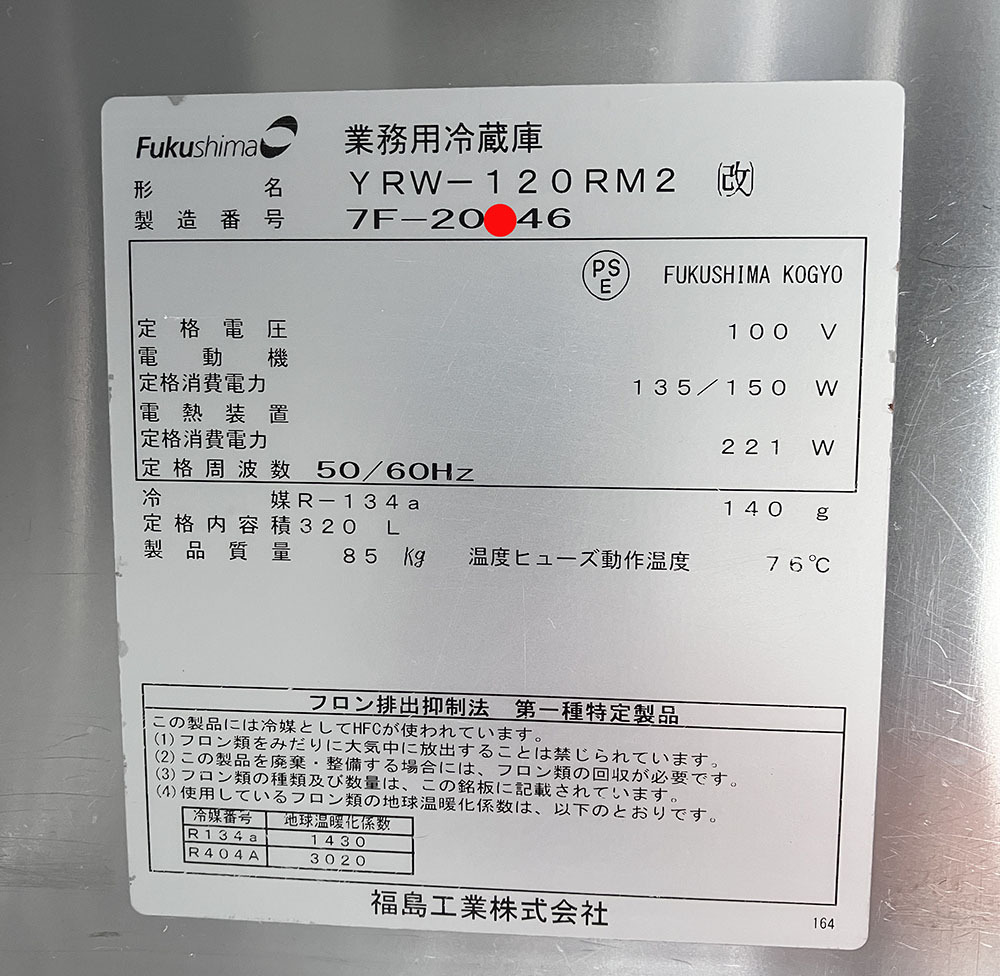 Fukushima 業務用冷蔵庫
形名 YRW-120RM2 (改)
製造番号 7F-20 46
PSE FUKUSHIMA KOGYO
定格電圧 100 V
電動機
定格消費電力 135/150 W
電熱装置
定格消費電力 221 W
定格周波数 50/60Hz
冷媒 R-134a 140 g
定格内容積 320 L
製品質量 85 kg 温度ヒューズ動作温度 76℃
フロン排出抑制法 第一種特定製品
この製品には冷媒としてHFCが使われています。
(1)フロン類をみだりに大気中に放出することは禁じられています。
(2)この製品を廃棄・整備する場合には、フロン類の回収が必要です。
(3)フロン類の種類及び数量は、この銘板に記載されています。
(4)使用しているフロン類の地球温暖化係数は、以下のとおりです。
冷媒番号 地球温暖化係数
R134a 1430
R404A 3020
福島工業株式会社
164